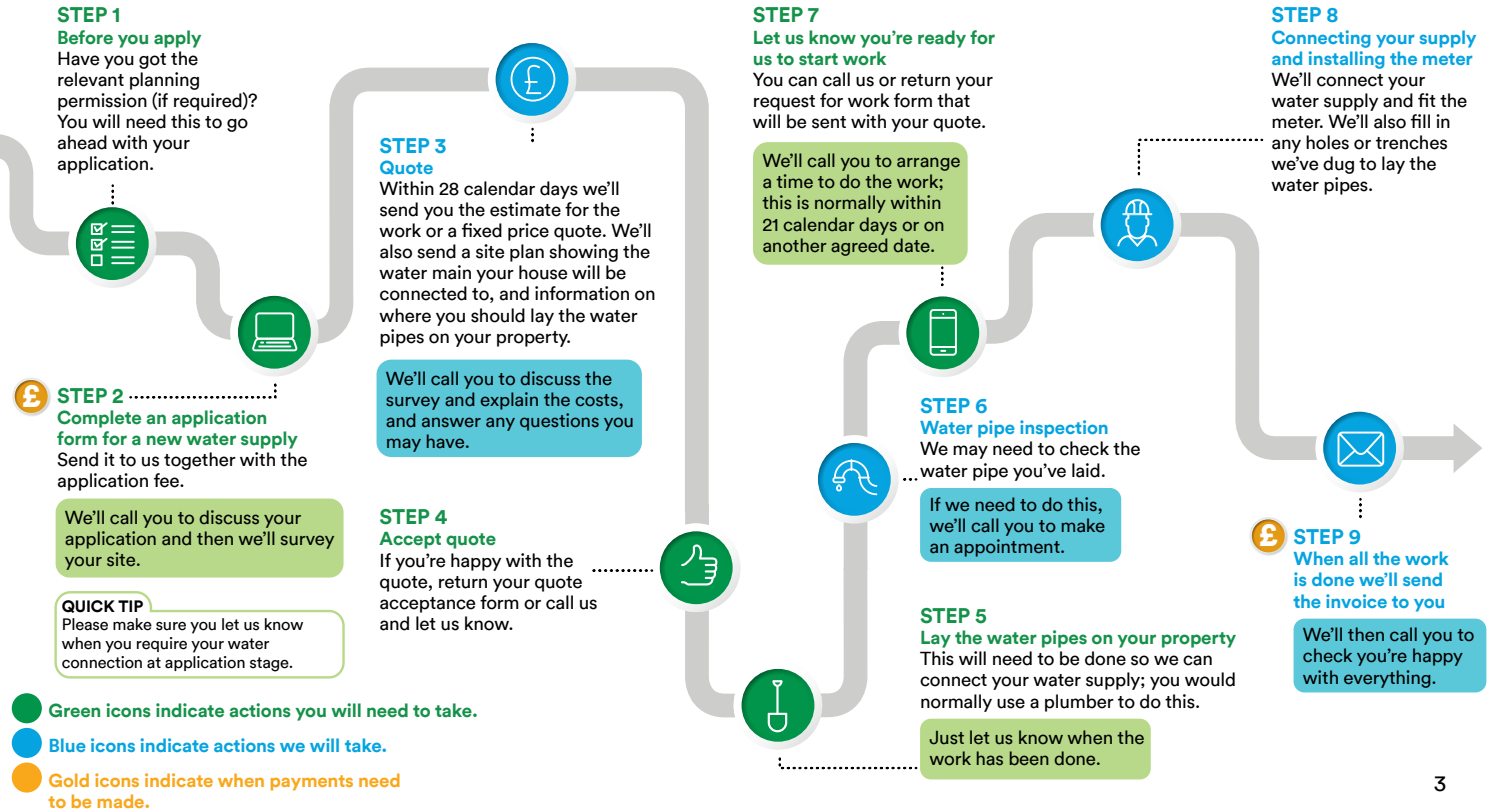 STEP 1
Before you apply
Have you got the
relevant planning
permission (if required)?
You will need this to go
ahead with your
application.
£
STEP 2
Complete an application
form for a new water supply
Send it to us together with the
application fee.
We’ll call you to discuss your
application and then we’ll survey
your site.
QUICK TIP
Please make sure you let us know
when you require your water
connection at application stage.
£
STEP 3
Quote
Within 28 calendar days we’ll
send you the estimate for the
work or a fixed price quote. We’ll
also send a site plan showing the
water main your house will be
connected to, and information on
where you should lay the water
pipes on your property.
We’ll call you to discuss the
survey and explain the costs,
and answer any questions you
may have.
STEP 4
Accept quote
If you’re happy with the
quote, return your quote
acceptance form or call us
and let us know.
STEP 5
Lay the water pipes on your property
This will need to be done so we can
connect your water supply; you would
normally use a plumber to do this.
Just let us know when the
work has been done.
STEP 6
Water pipe inspection
We may need to check the
water pipe you’ve laid.
If we need to do this,
we’ll call you to make
an appointment.
STEP 7
Let us know you’re ready for
us to start work
You can call us or return your
request for work form that
will be sent with your quote.
We’ll call you to arrange
a time to do the work;
this is normally within
21 calendar days or on
another agreed date.
STEP 8
Connecting your supply
and installing the meter
We’ll connect your
water supply and fit the
meter. We’ll also fill in
any holes or trenches
we’ve dug to lay the
water pipes.
£
STEP 9
When all the work
is done we’ll send
the invoice to you
We’ll then call you to
check you’re happy
with everything.
Green icons indicate actions you will need to take.
Blue icons indicate actions we will take.
Gold icons indicate when payments need
to be made.
3